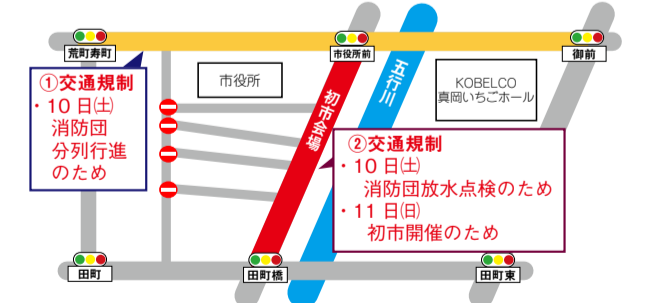 荒町寿町
市役所前
御前
①交通規制
・10日㈯
消防団
分列行進
のため
市役所
初市会場
五行川
KOBELCO
真岡いちごホール
②交通規制
・10日㈯
消防団放水点検のため
・11日㈰
初市開催のため
田町
田町橋
田町東